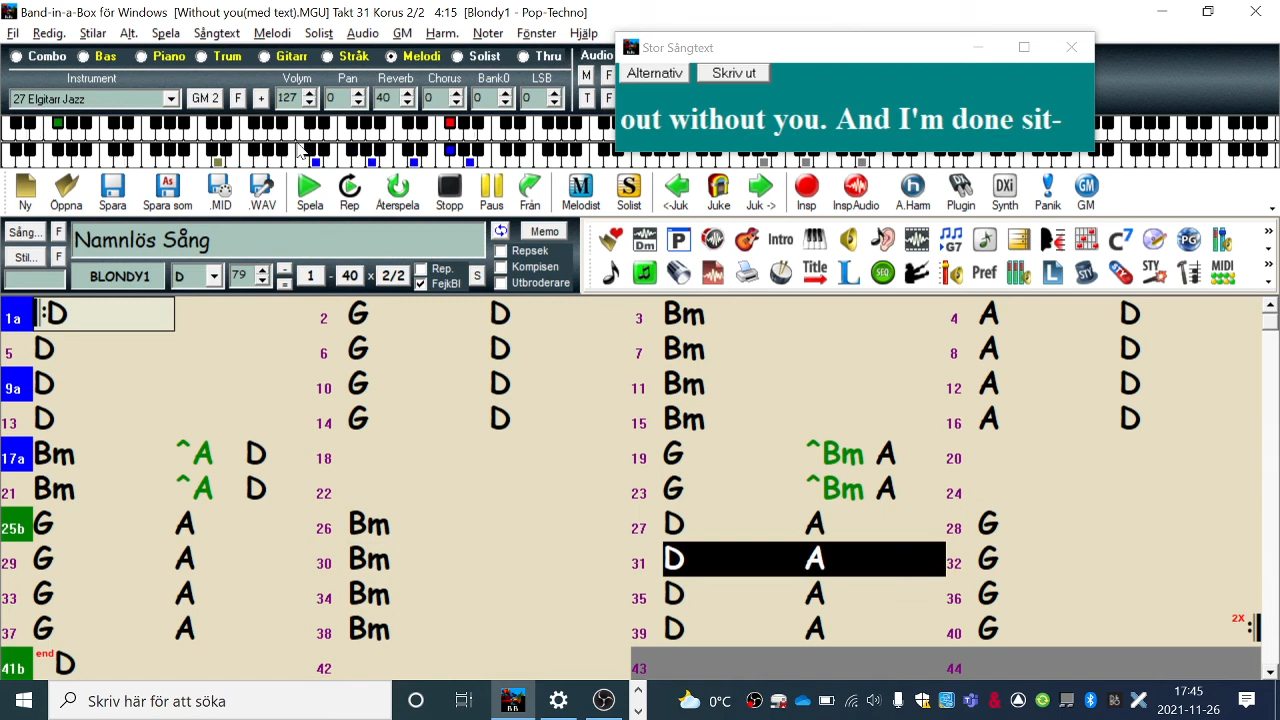 Band-in-a-Box för Windows [Without you(med text).MGU] Takt 31 Korus 2/2 4:15 [Blondy1 - Pop-Techno]
Fil Redig. Stilar Alt. Spela Sångtext Melodi Solist Audio GM Harm. Noter Fönster Hjälp
Combo Bas Piano Trum Gitarr Stråk Melodi Solist Thru Audio
Instrument Volym Pan Reverb Chorus Bank0 LSB M F
27 Elgitarr Jazz GM 2 F + 127 0 40 0 0 0 T F
Stor Sångtext
Alternativ Skriv ut
out without you. And I'm done sit-
Ny Öppna Spara Spara som .MID .WAV Spela Rep Återspela Stopp Paus Från Melodist Solist <-Juk Juke Juk -> Insp InspAudio A.Harm Plugin Synth Panik GM
Sång... F Namnlös Sång Memo
Stil... F BLONDY1 D 79 1 - 40 x 2/2 Rep. FejkBl S
Repsek
Kompisen
Utbroderare
Dm P Intro G7 C7 PG
Title L SEQ Pref L STY MIDI
1a :D 2 G D 3 Bm 4 A D
5 D 6 G D 7 Bm 8 A D
9a D 10 G D 11 Bm 12 A D
13 D 14 G D 15 Bm 16 A D
17a Bm ^A D 18 19 G ^Bm A 20
21 Bm ^A D 22 23 G ^Bm A 24
25b G A 26 Bm 27 D A 28 G
29 G A 30 Bm 31 D A 32 G
33 G A 34 Bm 35 D A 36 G
37 G A 38 Bm 39 D A 40 G 2X :
41b end D 42 43 44
Skriv här för att söka 0°C 17:45
2021-11-26